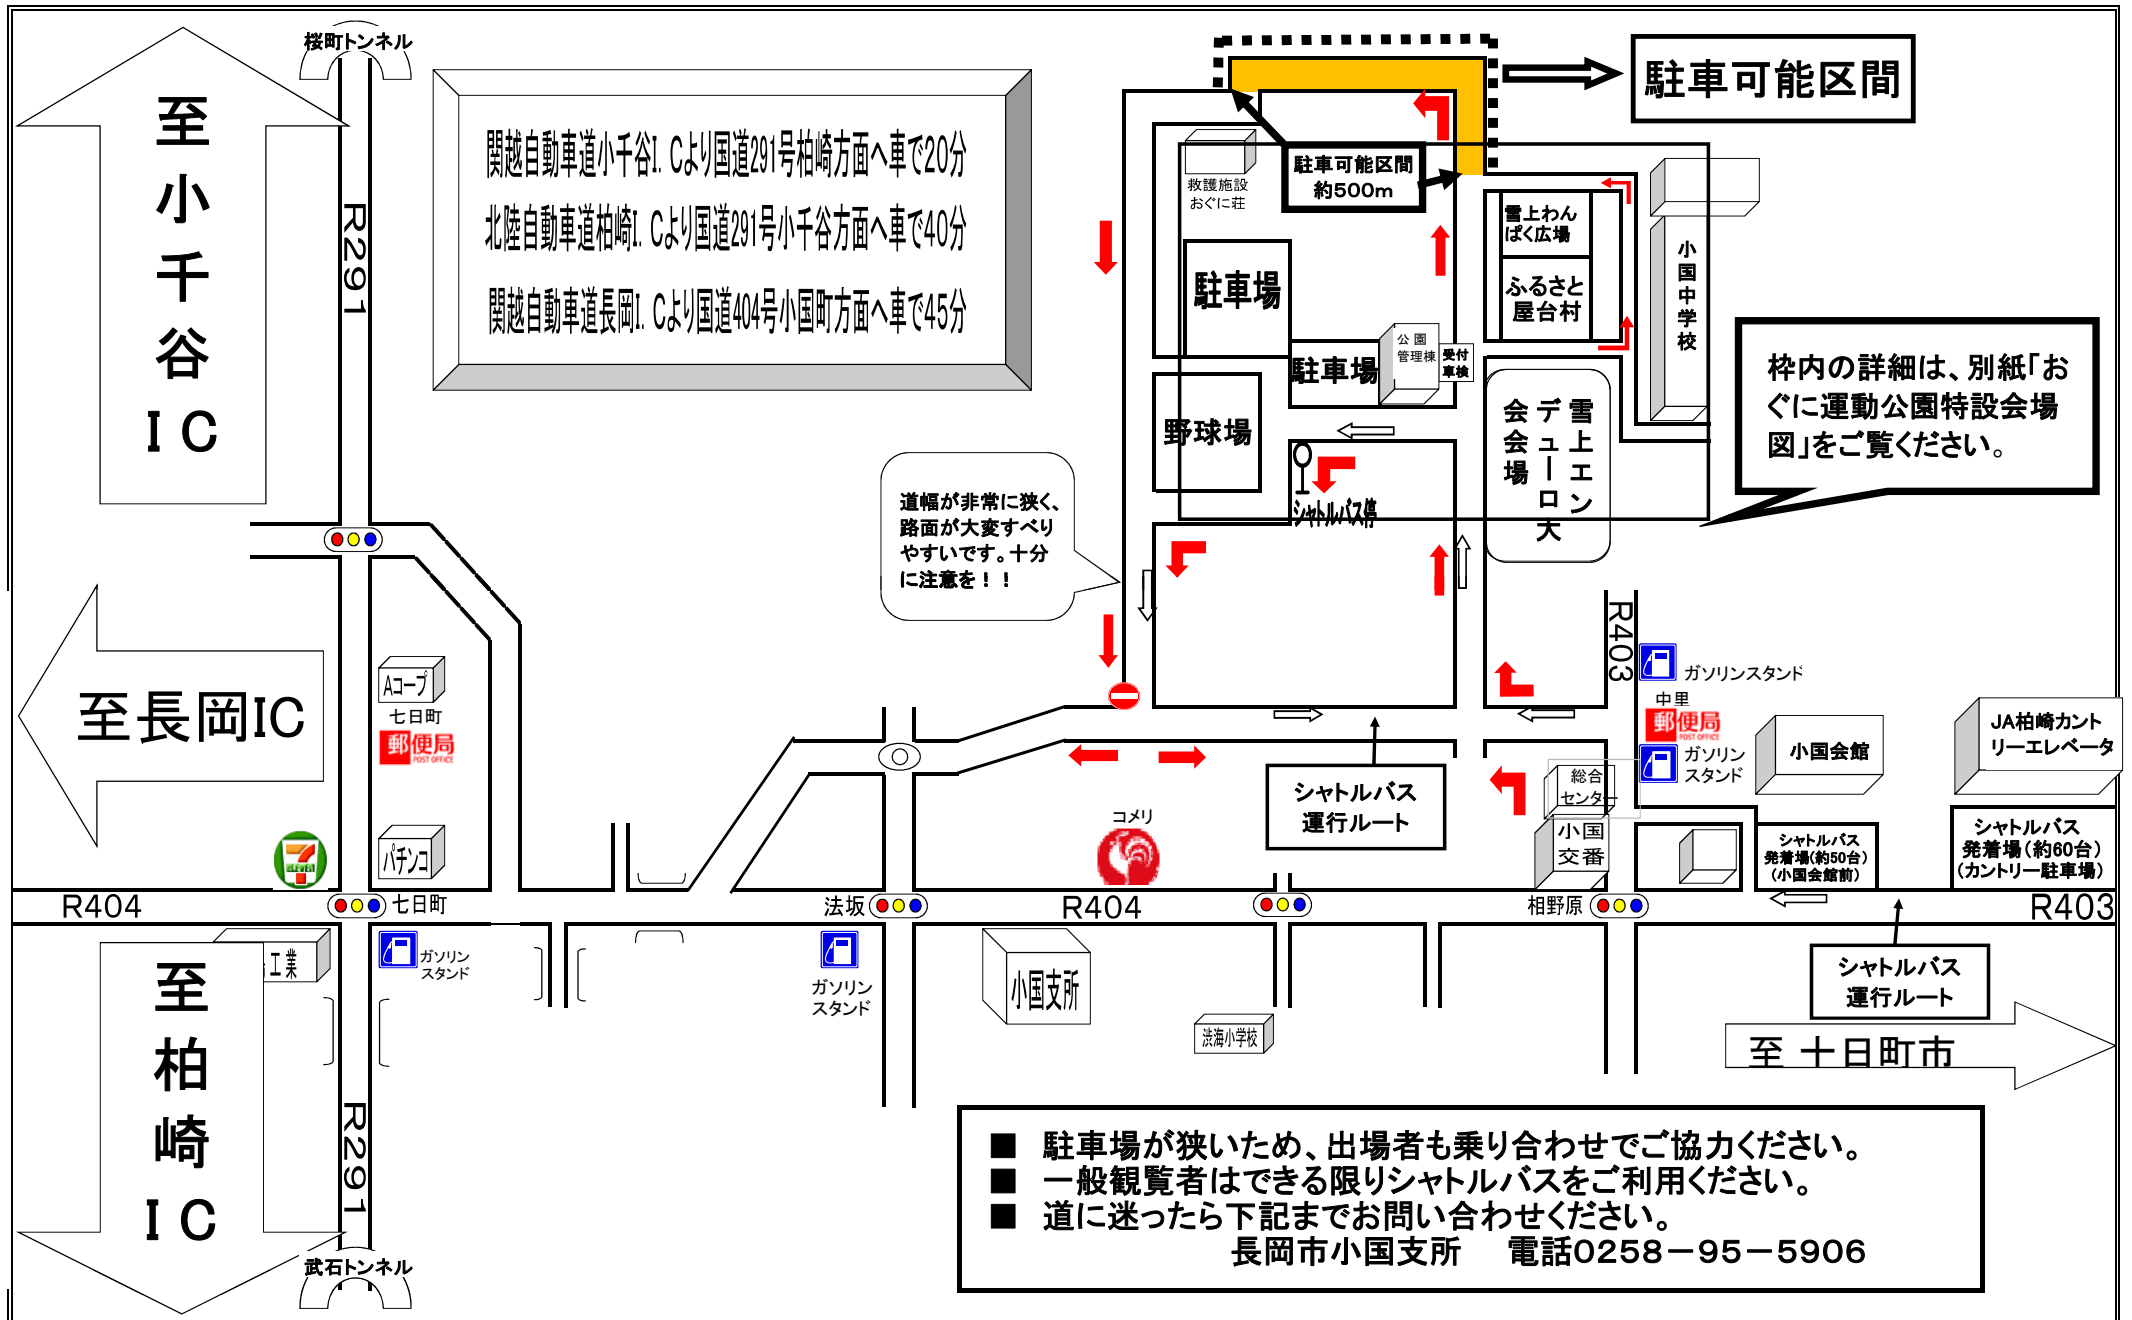 桜町トンネル
至小千谷IC
R291
関越自動車道小千谷I.Cより国道291号柏崎方面へ車で20分
北陸自動車道柏崎I.Cより国道291号小千谷方面へ車で40分
関越自動車道長岡I.Cより国道404号小国町方面へ車で45分
駐車可能区間
駐車可能区間
約500m
救護施設
おぐに荘
雪上わん
ぱく広場
ふるさと
屋台村
小国中学校
駐車場
駐車場
公園
管理棟
受付
車検
野球場
雪上エン
デューロ大
会会場
枠内の詳細は、別紙「お
ぐに運動公園特設会場
図」をご覧ください。
シャトルバス停
道幅が非常に狭く、
路面が大変すべり
やすいです。十分
に注意を！！
至長岡IC
Aコープ
七日町
郵便局
POST OFFICE
パチンコ
7
ELEVEN
R403
ガソリンスタンド
中里
郵便局
POST OFFICE
ガソリン
スタンド
小国会館
JA柏崎カント
リーエレベータ
シャトルバス
運行ルート
コメリ
総合
センター
小国
交番
シャトルバス
発着場（約50台）
（小国会館前）
シャトルバス
発着場（約60台）
（カントリー駐車場）
R404
七日町
法坂
R404
相野原
R403
工業
ガソリン
スタンド
ガソリン
スタンド
小国支所
渋海小学校
シャトルバス
運行ルート
至 十日町市
至柏崎IC
R291
武石トンネル
■ 駐車場が狭いため、出場者も乗り合わせでご協力ください。
■ 一般観覧者はできる限りシャトルバスをご利用ください。
■ 道に迷ったら下記までお問い合わせください。
長岡市小国支所 電話0258－95－5906